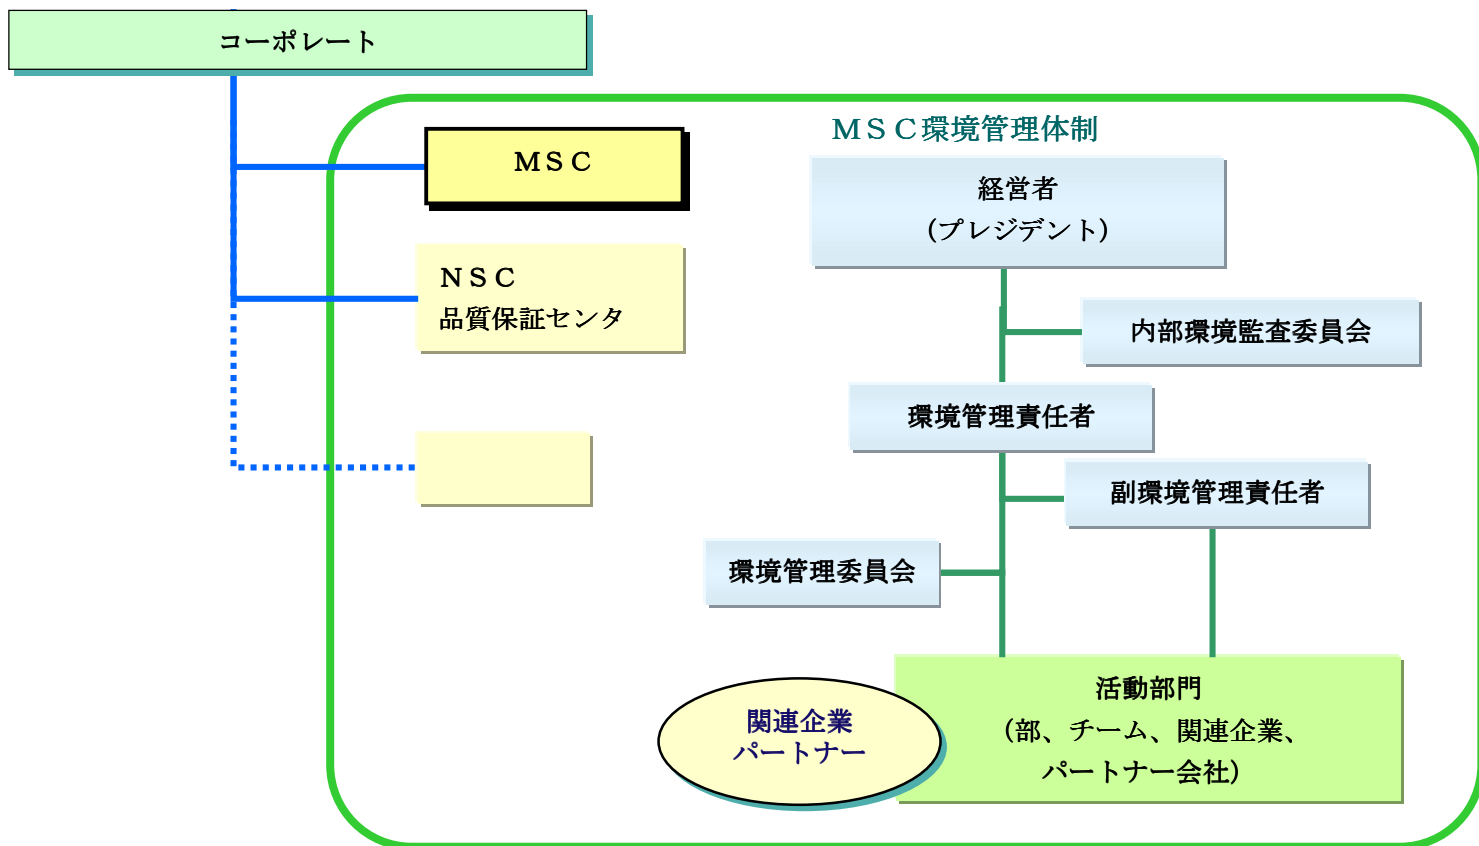 コーポレート
ＭＳＣ環境管理体制
ＭＳＣ
経営者
（プレジデント）
ＮＳＣ
品質保証センタ
内部環境監査委員会
環境管理責任者
副環境管理責任者
環境管理委員会
関連企業
パートナー
活動部門
（部、チーム、関連企業、
パートナー会社）